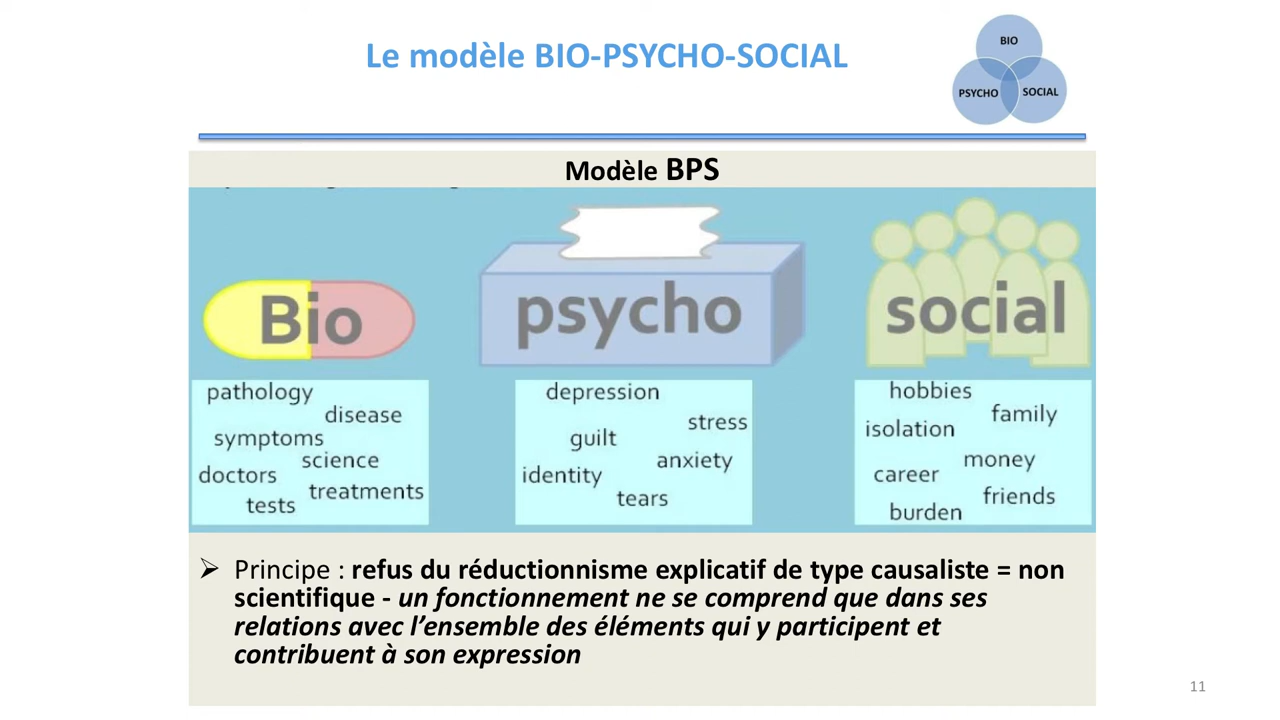 Le modèle BIO-PSYCHO-SOCIAL
BIO
PSYCHO
SOCIAL
Modèle BPS
Bio
psycho
social
pathology
disease
symptoms
science
doctors
treatments
tests
depression
stress
guilt
anxiety
identity
tears
hobbies
family
isolation
money
career
friends
burden
Principe : refus du réductionnisme explicatif de type causaliste = non
scientifique - un fonctionnement ne se comprend que dans ses
relations avec l’ensemble des éléments qui y participent et
contribuent à son expression
11